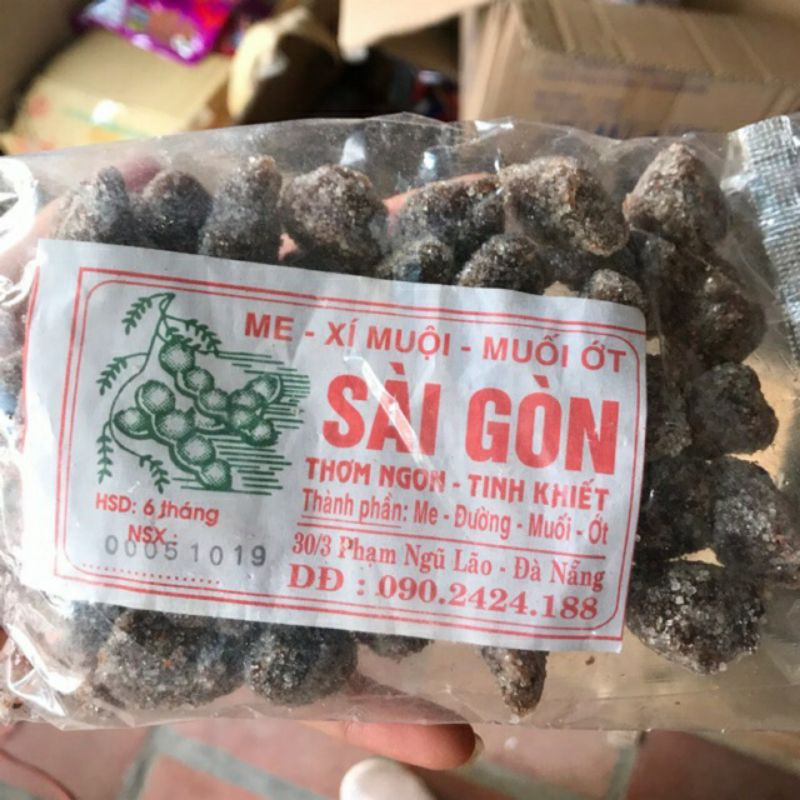 ME - XÍ MUỘI - MUỐI ỚT
SÀI GÒN
THƠM NGON - TINH KHIẾT
Thành phần: Me - Đường - Muối - Ớt
30/3 Phạm Ngũ Lão - Đà Nẵng
DĐ : 090.2424.188
HSD: 6 tháng
NSX :
00051019